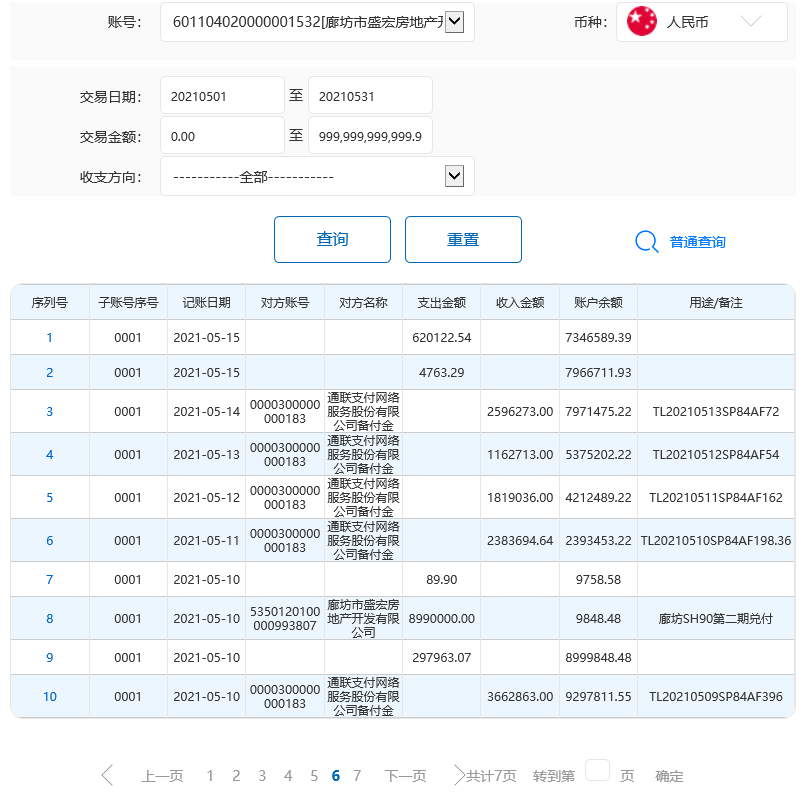 账号： 601104020000001532[廊坊市盛宏房地产 币种： 人民币
交易日期： 20210501 至 20210531
交易金额： 0.00 至 999,999,999,999.9
收支方向： -----------全部-----------
查询 重置 普通查询
序列号 子账号序号 记账日期 对方账号 对方名称 支出金额 收入金额 账户余额 用途/备注
1 0001 2021-05-15 620122.54 7346589.39
2 0001 2021-05-15 4763.29 7966711.93
3 0001 2021-05-14 0000300000000183 通联支付网络服务股份有限公司备付金 2596273.00 7971475.22 TL20210513SP84AF72
4 0001 2021-05-13 0000300000000183 通联支付网络服务股份有限公司备付金 1162713.00 5375202.22 TL20210512SP84AF54
5 0001 2021-05-12 0000300000000183 通联支付网络服务股份有限公司备付金 1819036.00 4212489.22 TL20210511SP84AF162
6 0001 2021-05-11 0000300000000183 通联支付网络服务股份有限公司备付金 2383694.64 2393453.22 TL20210510SP84AF198.36
7 0001 2021-05-10 89.90 9758.58
8 0001 2021-05-10 5350120100000993807 廊坊市盛宏房地产开发有限公司 8990000.00 9848.48 廊坊SH90第二期兑付
9 0001 2021-05-10 297963.07 8999848.48
10 0001 2021-05-10 0000300000000183 通联支付网络服务股份有限公司备付金 3662863.00 9297811.55 TL20210509SP84AF396
上一页 1 2 3 4 5 6 7 下一页 共计7页 转到第 页 确定